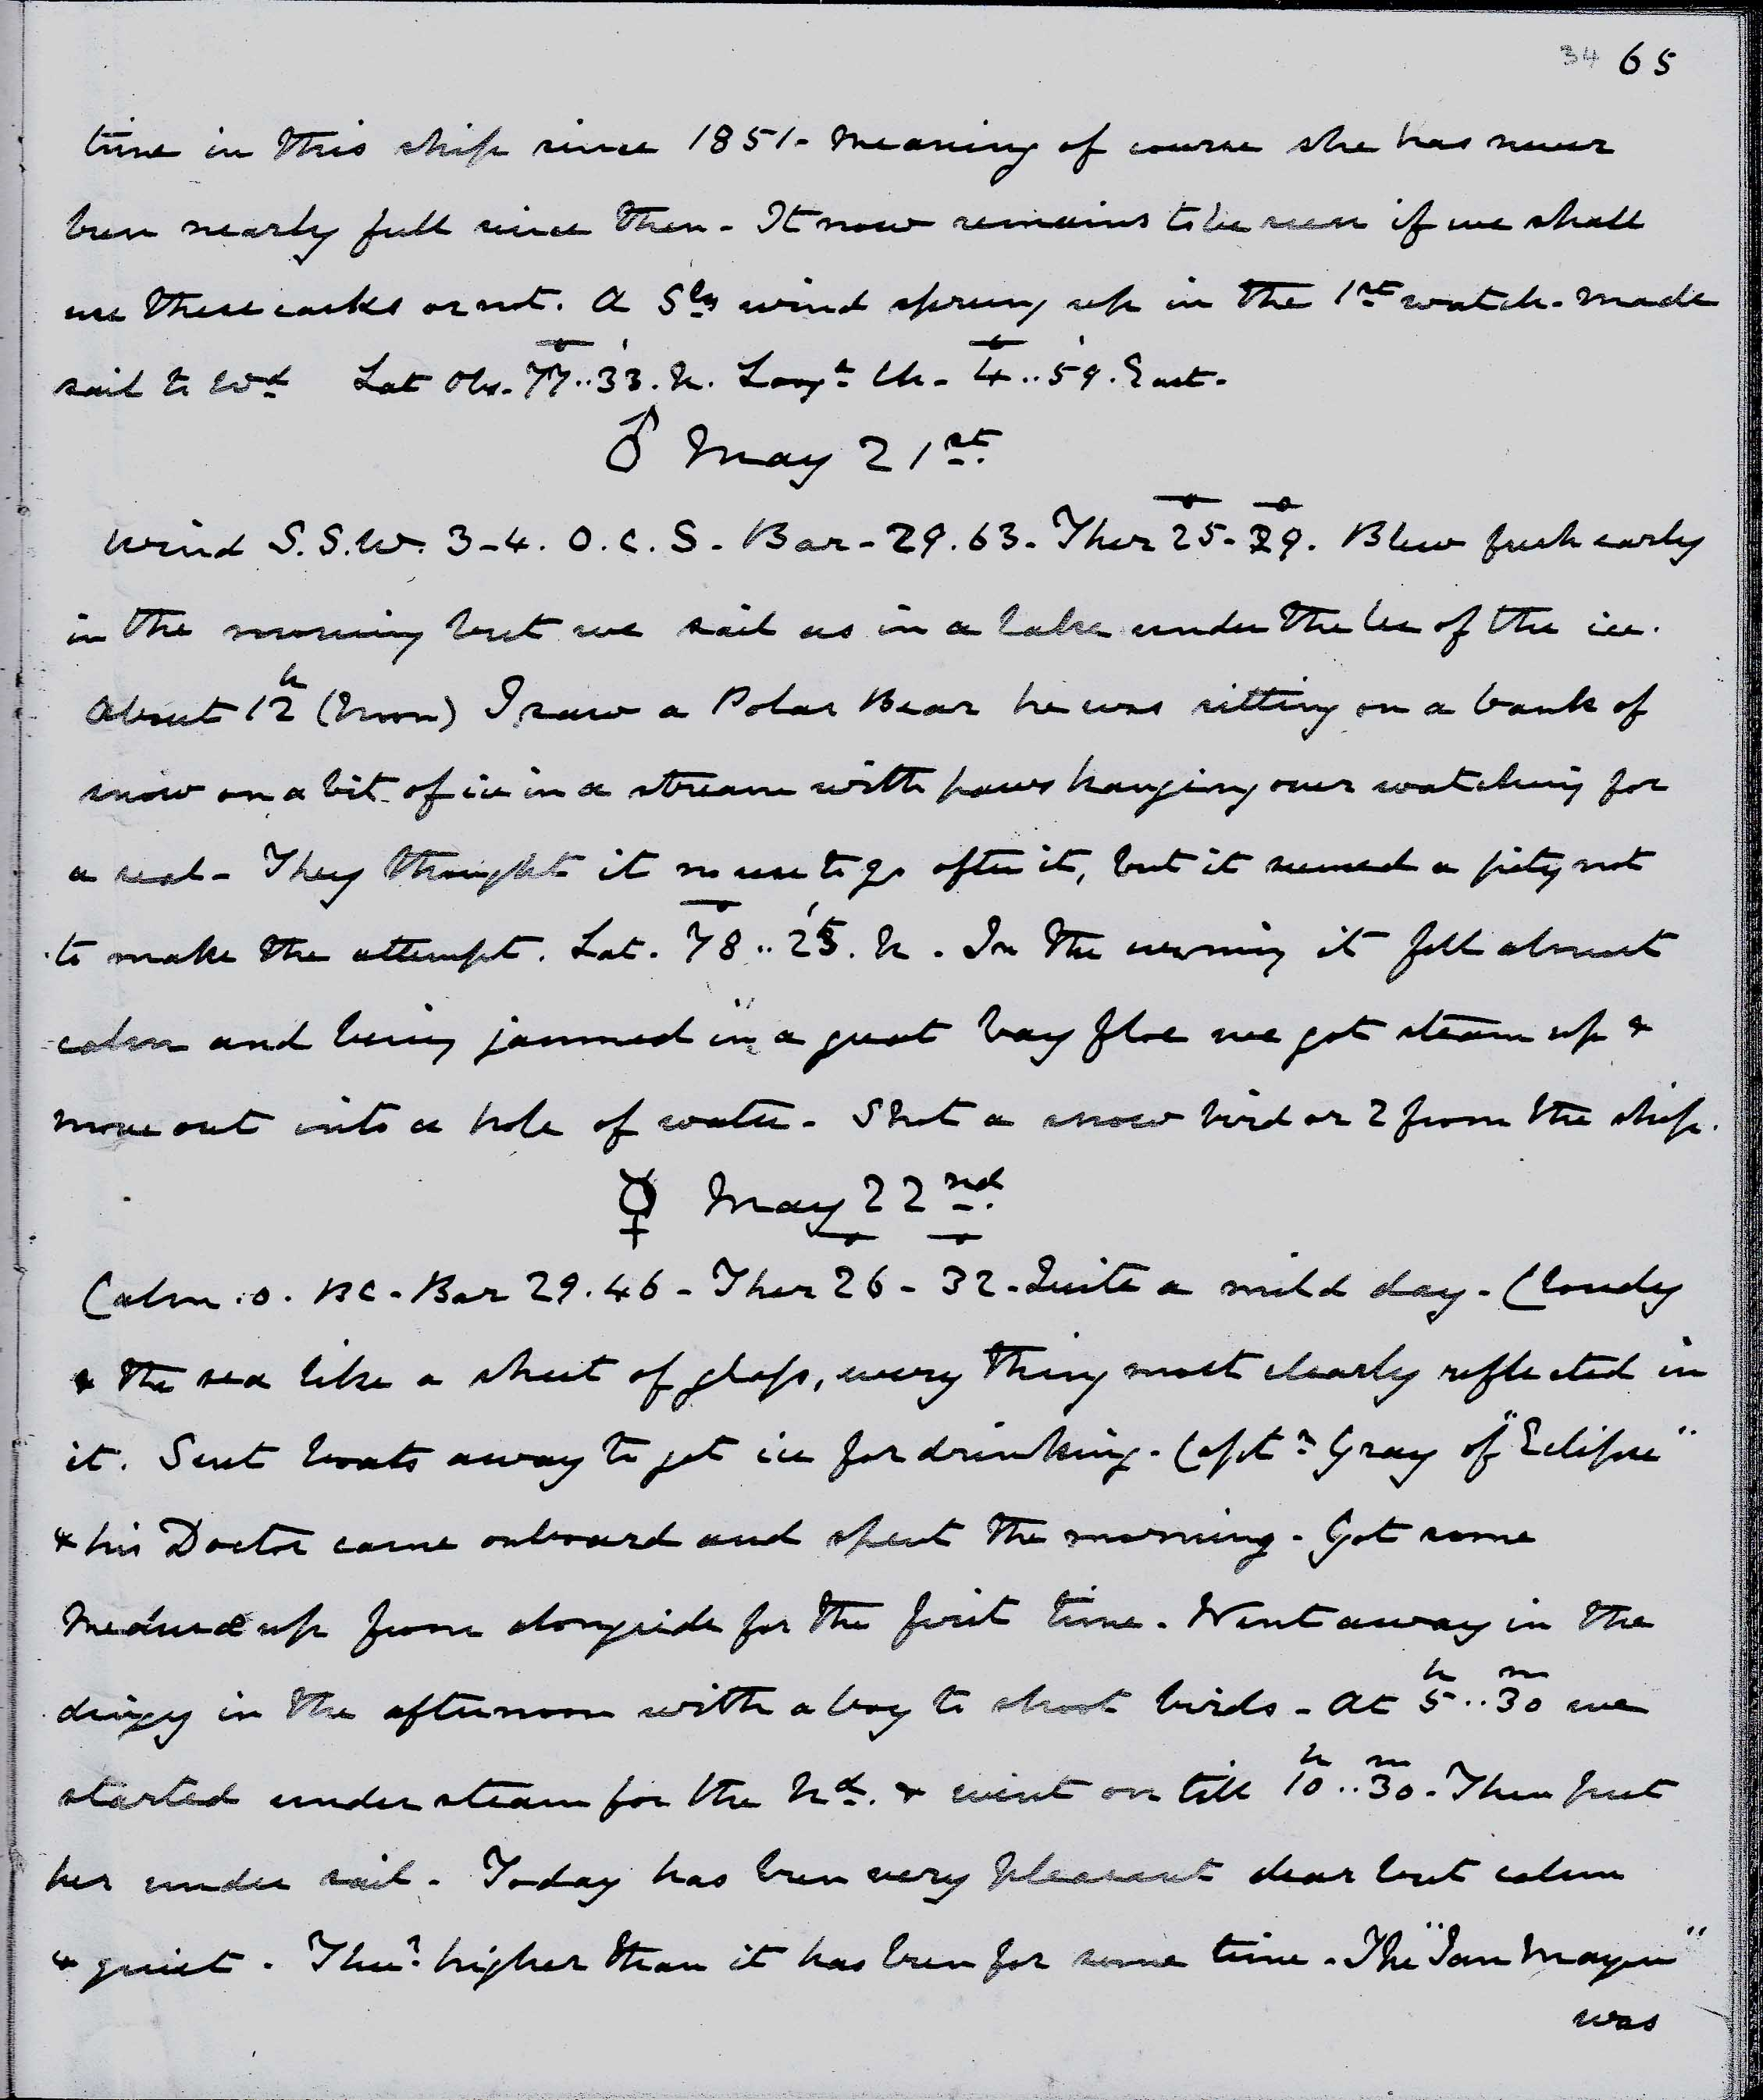 34 65
time in this ship since 1851 - meaning of course she has never
been nearly full since then - It now remains to be seen if we shall
use these casks or not. A Sly wind sprung up in the 1st watch - made
sail to Wd Lat Obs. 77°..33'. N. Longe Ch - 4°..59'. East -
♂ May 21st.
Wind S.S.W. 3-4. O.C.S - Bar - 29.63 - Ther 25° - 29°. Blew fresh early
in the morning but we sail as in a lake under the lee of the ice.
About 12h (Noon) I saw a Polar Bear he was sitting on a bank of
snow on a bit of ice in a stream with paws hanging over watching for
a seal - They thought it no use to go after it, but it seemed a pity not
to make the attempt. Lat. 78°..25'. N. In the evening it fell almost
calm and being jammed in a great bay floe we got steam up &
move out into a hole of water - Shot a snow bird or 2 from the ship.
☿ May 22nd.
Calm. o. BC - Bar 29.46 - Ther 26° - 32° - Quite a mild day - Cloudy
& the sea like a sheet of glass, every thing most clearly reflected in
it. Sent boats away to get ice for drinking - Captn Gray of "Eclipse"
& his Doctor came onboard and spent the morning - Got some
Medusæ up from alongside for the first time. Went away in the
dingy in the afternoon with a boy to shoot birds - At 5h..30m we
started under steam for the Nd. & went on till 10h..30m - Then put
her under sail - Today has been very pleasant clear but calm
& quiet. Ther. higher than it has been for some time. The "Jan Mayen"
was